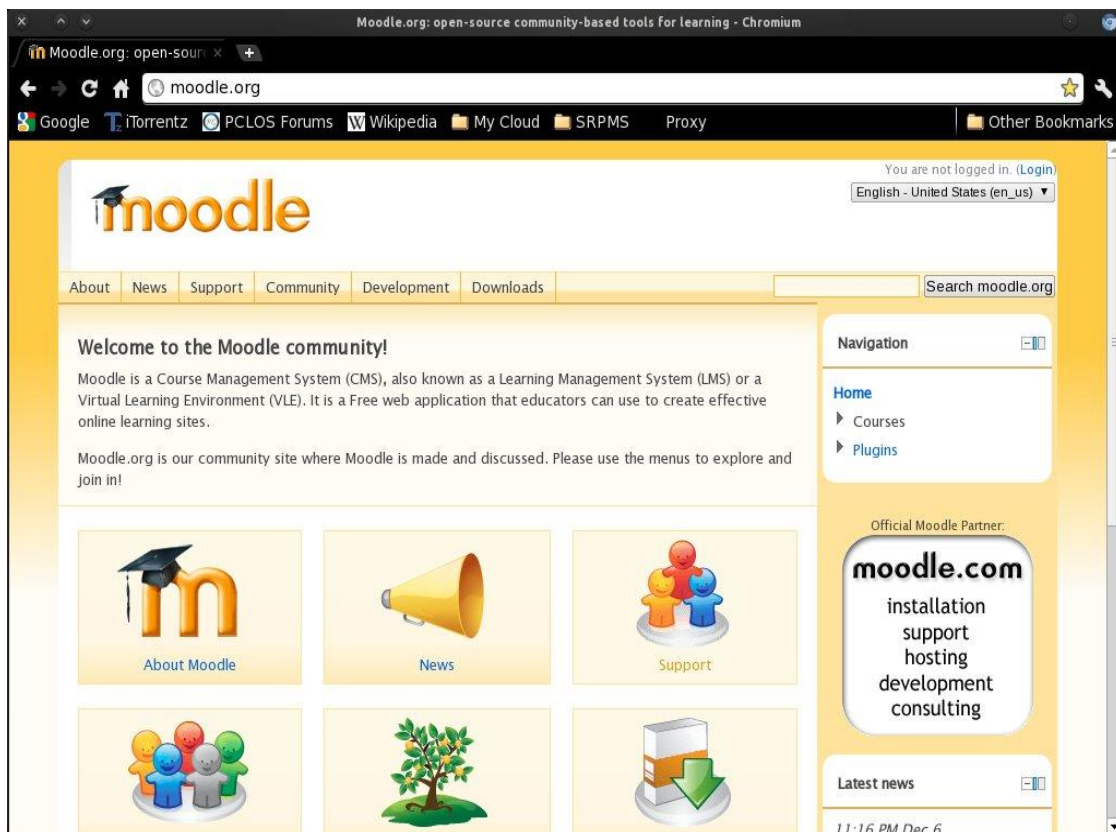 Moodle.org: open-source community-based tools for learning - Chromium
Moodle.org: open-sour
moodle.org
Google iTorrentz PCLOS Forums Wikipedia My Cloud SRPMS Proxy Other Bookmarks
You are not logged in. (Login)
English - United States (en_us)
moodle
About News Support Community Development Downloads
Search moodle.org
Welcome to the Moodle community!
Moodle is a Course Management System (CMS), also known as a Learning Management System (LMS) or a
Virtual Learning Environment (VLE). It is a Free web application that educators can use to create effective
online learning sites.
Moodle.org is our community site where Moodle is made and discussed. Please use the menus to explore and
join in!
About Moodle
News
Support
Navigation
Home
Courses
Plugins
Official Moodle Partner:
moodle.com
installation
support
hosting
development
consulting
Latest news
11:16 PM Dec 6